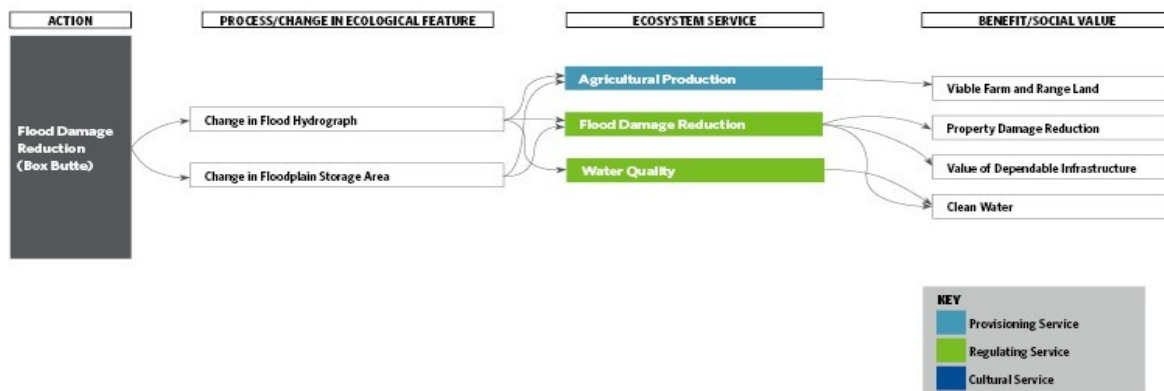 ACTION
PROCESS/CHANGE IN ECOLOGICAL FEATURE
ECOSYSTEM SERVICE
BENEFIT/SOCIAL VALUE
Flood Damage
Reduction
(Box Butte)
Change in Flood Hydrograph
Change in Floodplain Storage Area
Agricultural Production
Flood Damage Reduction
Water Quality
Viable Farm and Range Land
Property Damage Reduction
Value of Dependable Infrastructure
Clean Water
KEY
Provisioning Service
Regulating Service
Cultural Service